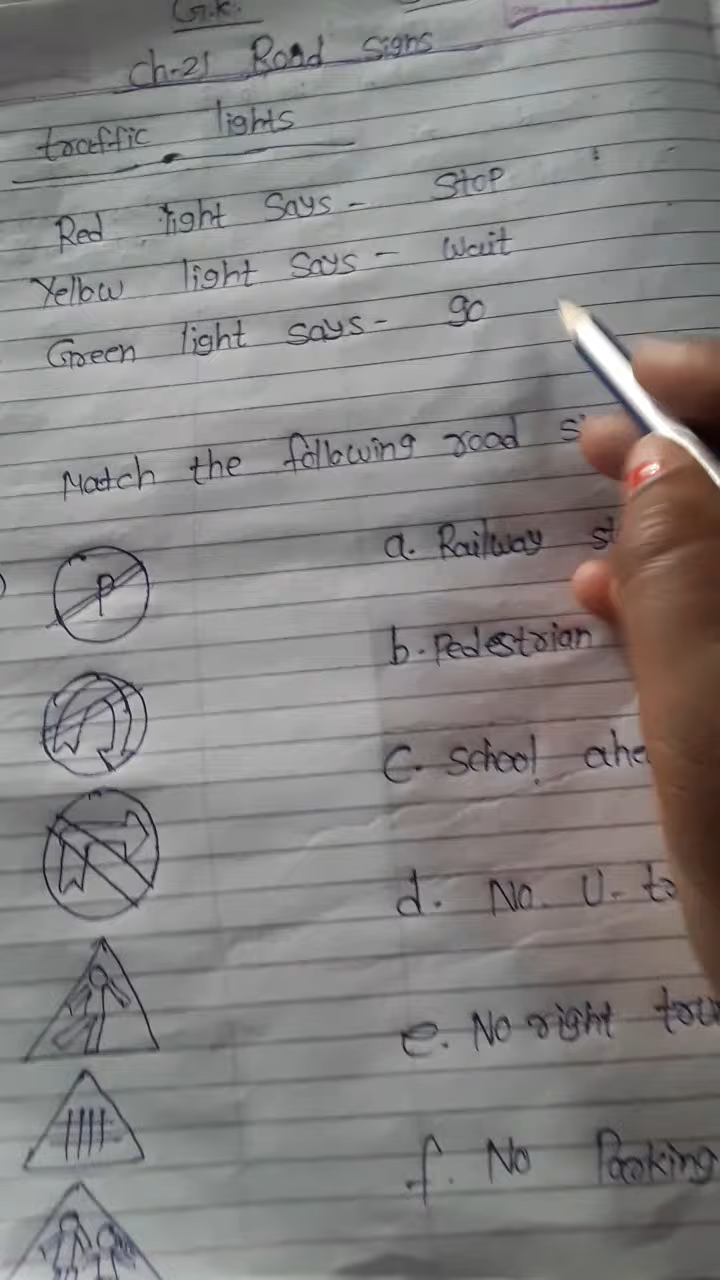 G.K.
Ch-21 Road Signs
traffic lights
Red light Says - STOP
Yellow light Says - Wait
Green light says - go
Match the following road
P
a. Railway
b. Pedestrian
C. School
d. No. U-
e. No right
f. No Parking